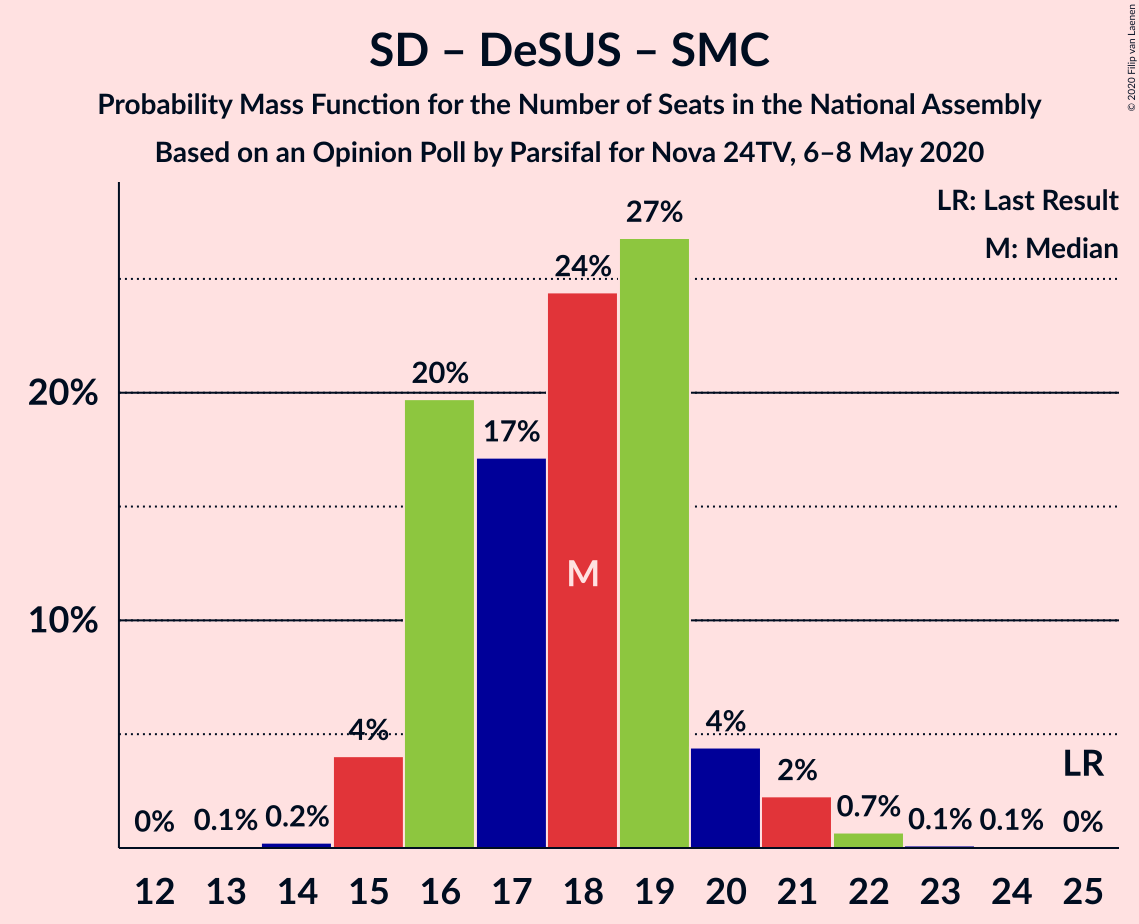 SD – DeSUS – SMC
Probability Mass Function for the Number of Seats in the National Assembly
Based on an Opinion Poll by Parsifal for Nova 24TV, 6–8 May 2020
© 2020 Filip van Laenen
LR: Last Result
M: Median
27%
24%
20%
17%
20%
M
10%
4%
4%
2%
LR
0%
0.1%
0.2%
0.7%
0.1%
0.1%
0%
12 13 14 15 16 17 18 19 20 21 22 23 24 25